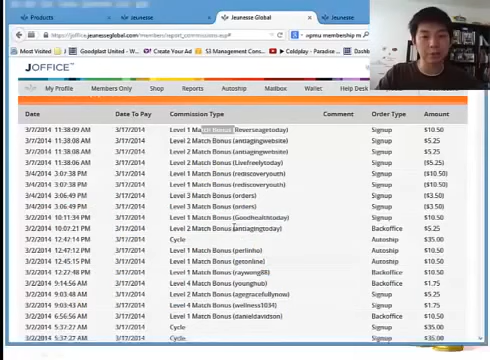 Products Jeunesse Jeunesse Global Jeunesse
https://joffice.jeunesseglobal.com/members/report_commissions.asp# wpmu membership m
Most Visited Getting Started Goodplat United - W... Create Your Ad S3 Management Cons... Coldplay - Paradise ...
JOFFICE™
My Profile Members Only Shop Reports Autoship Mailbox Wallet Help Desk
Date Date To Pay Commission Type Comment Order Type Amount
3/7/2014 11:38:09 AM 3/17/2014 Level 1 Match Bonus (Reverseagetoday) Signup $10.50
3/7/2014 11:38:08 AM 3/17/2014 Level 2 Match Bonus (antiagingwebsite) Signup $5.25
3/7/2014 11:38:08 AM 3/17/2014 Level 2 Match Bonus (antiagingwebsite) Signup $5.25
3/7/2014 11:38:06 AM 3/17/2014 Level 2 Match Bonus (Livefreelytoday) Signup ($5.25)
3/4/2014 3:07:38 PM 3/17/2014 Level 1 Match Bonus (rediscoveryouth) Signup ($10.50)
3/4/2014 3:07:38 PM 3/17/2014 Level 1 Match Bonus (rediscoveryouth) Signup ($10.50)
3/4/2014 3:06:49 PM 3/17/2014 Level 3 Match Bonus (orders) Signup ($3.50)
3/4/2014 3:06:49 PM 3/17/2014 Level 3 Match Bonus (orders) Signup ($3.50)
3/2/2014 10:11:34 PM 3/17/2014 Level 1 Match Bonus (Goodhealthtoday) Signup $10.50
3/2/2014 10:07:21 PM 3/17/2014 Level 2 Match Bonus (antiagingtoday) Backoffice $5.25
3/2/2014 12:42:14 PM 3/17/2014 Cycle Autoship $35.00
3/2/2014 12:47:12 PM 3/17/2014 Level 1 Match Bonus (perlinho) Autoship $10.50
3/2/2014 12:45:15 PM 3/17/2014 Level 1 Match Bonus (getonline) Autoship $10.50
3/2/2014 12:22:48 PM 3/17/2014 Level 1 Match Bonus (raywong88) Backoffice $10.50
3/2/2014 9:14:56 AM 3/17/2014 Level 4 Match Bonus (younghub) Backoffice $1.75
3/2/2014 9:03:48 AM 3/17/2014 Level 2 Match Bonus (agegracefullynow) Signup $5.25
3/2/2014 9:03:43 AM 3/17/2014 Level 4 Match Bonus (wellness1034) Signup $1.75
3/2/2014 6:56:56 AM 3/17/2014 Level 1 Match Bonus (danieldavidson) Signup $10.50
3/2/2014 5:37:27 AM 3/17/2014 Cycle Signup $35.00
3/2/2014 5:37:27 AM 3/17/2014 Cycle Signup $35.00